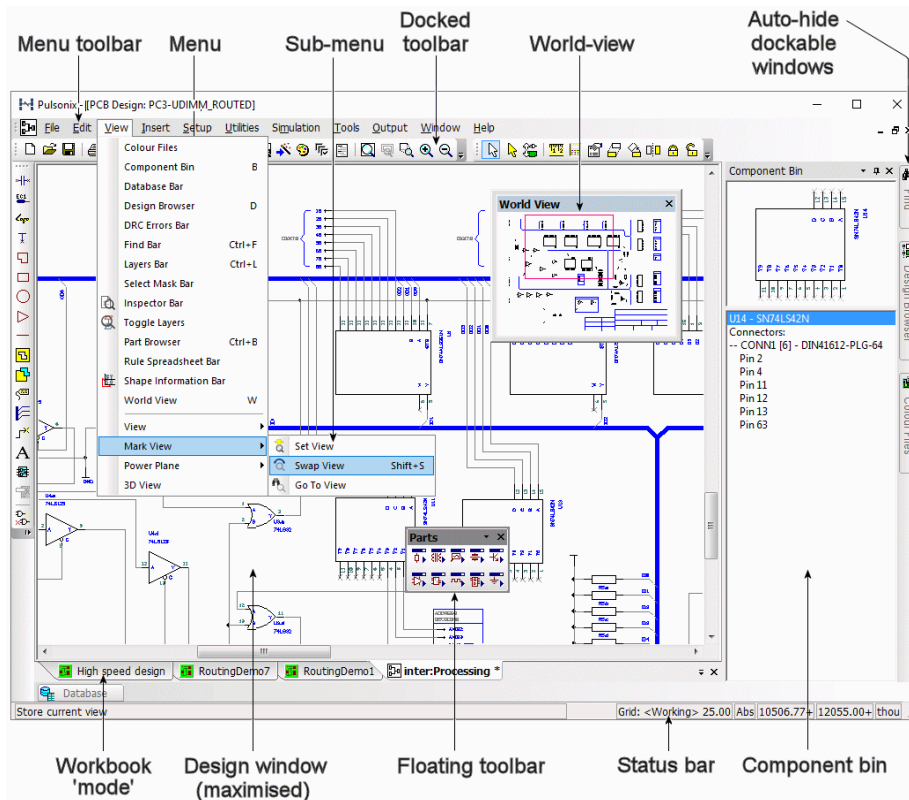 Docked
Auto-hide
Menu toolbar Menu Sub-menu toolbar World-view dockable
windows
Pulsonix - [PCB Design: PC3-UDIMM_ROUTED]
File Edit View Insert Setup Utilities Simulation Tools Output Window Help
Colour Files
Component Bin B
Database Bar
Design Browser D
DRC Errors Bar
Find Bar Ctrl+F
Layers Bar Ctrl+L
Select Mask Bar
Inspector Bar
Toggle Layers
Part Browser Ctrl+B
Rule Spreadsheet Bar
Shape Information Bar
World View W
View
Mark View
Power Plane
3D View
Set View
Swap View Shift+S
Go To View
World View
Parts
Component Bin
SN74LS42N
U14
U14 - SN74LS42N
Connectors:
-- CONN1 [6] - DIN41612-PLG-64
Pin 2
Pin 4
Pin 11
Pin 12
Pin 13
Pin 63
Find
Design Browser
Colour Files
High speed design RoutingDemo7 RoutingDemo1 inter:Processing *
Database
Store current view
Grid: <Working> 25.00 Abs 10506.77+ 12055.00+ thou
Workbook Design window Floating toolbar Status bar Component bin
'mode' (maximised)